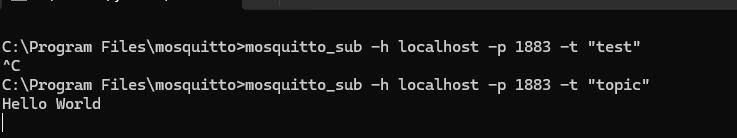 C:\Program Files\mosquitto>mosquitto_sub -h localhost -p 1883 -t "test"
^C
C:\Program Files\mosquitto>mosquitto_sub -h localhost -p 1883 -t "topic"
Hello World